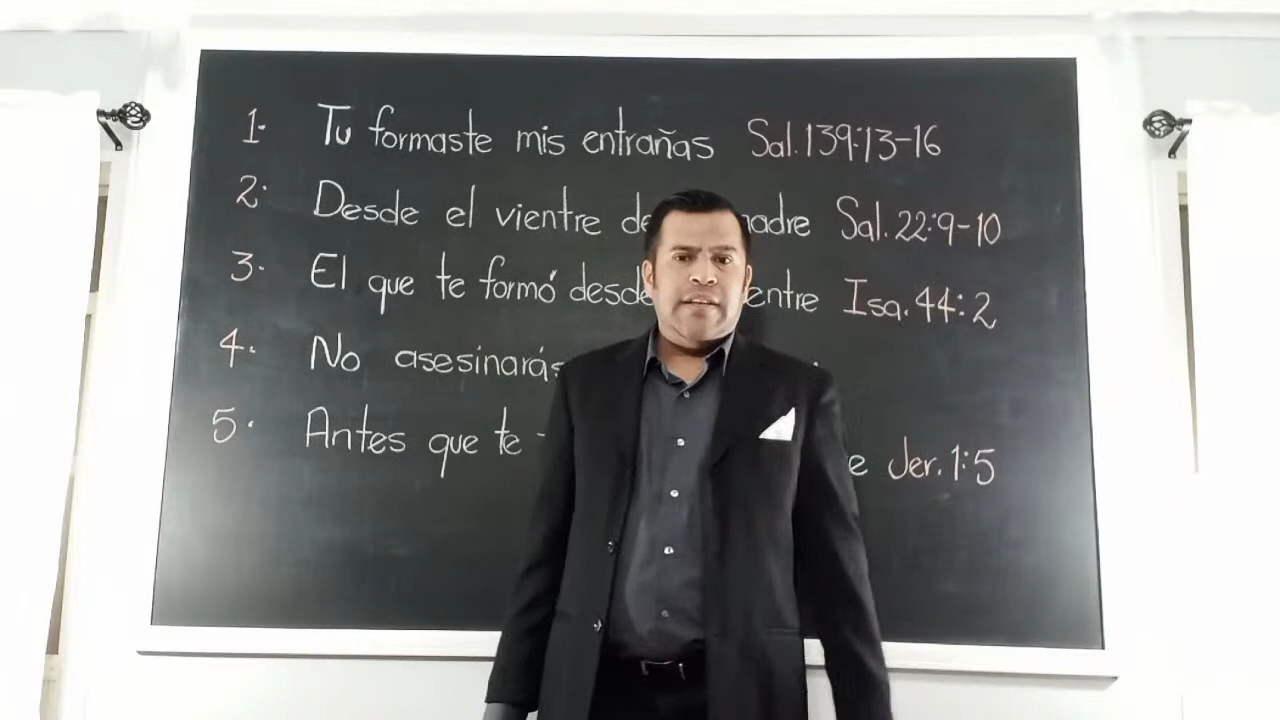 1. Tu formaste mis entrañas Sal. 139:13-16
2. Desde el vientre de adre Sal. 22:9-10
3. El que te formó desde entre Isa. 44:2
4. No asesinarás
5. Antes que te e Jer. 1:5